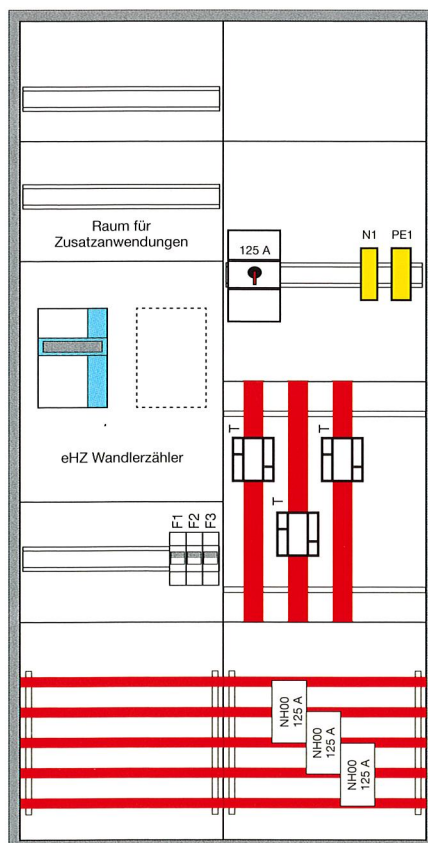 Raum für
Zusatzanwendungen
125 A
N1
PE1
eHZ Wandlerzähler
T
T
T
F1
F2
F3
NH00
125 A
NH00
125 A
NH00
125 A